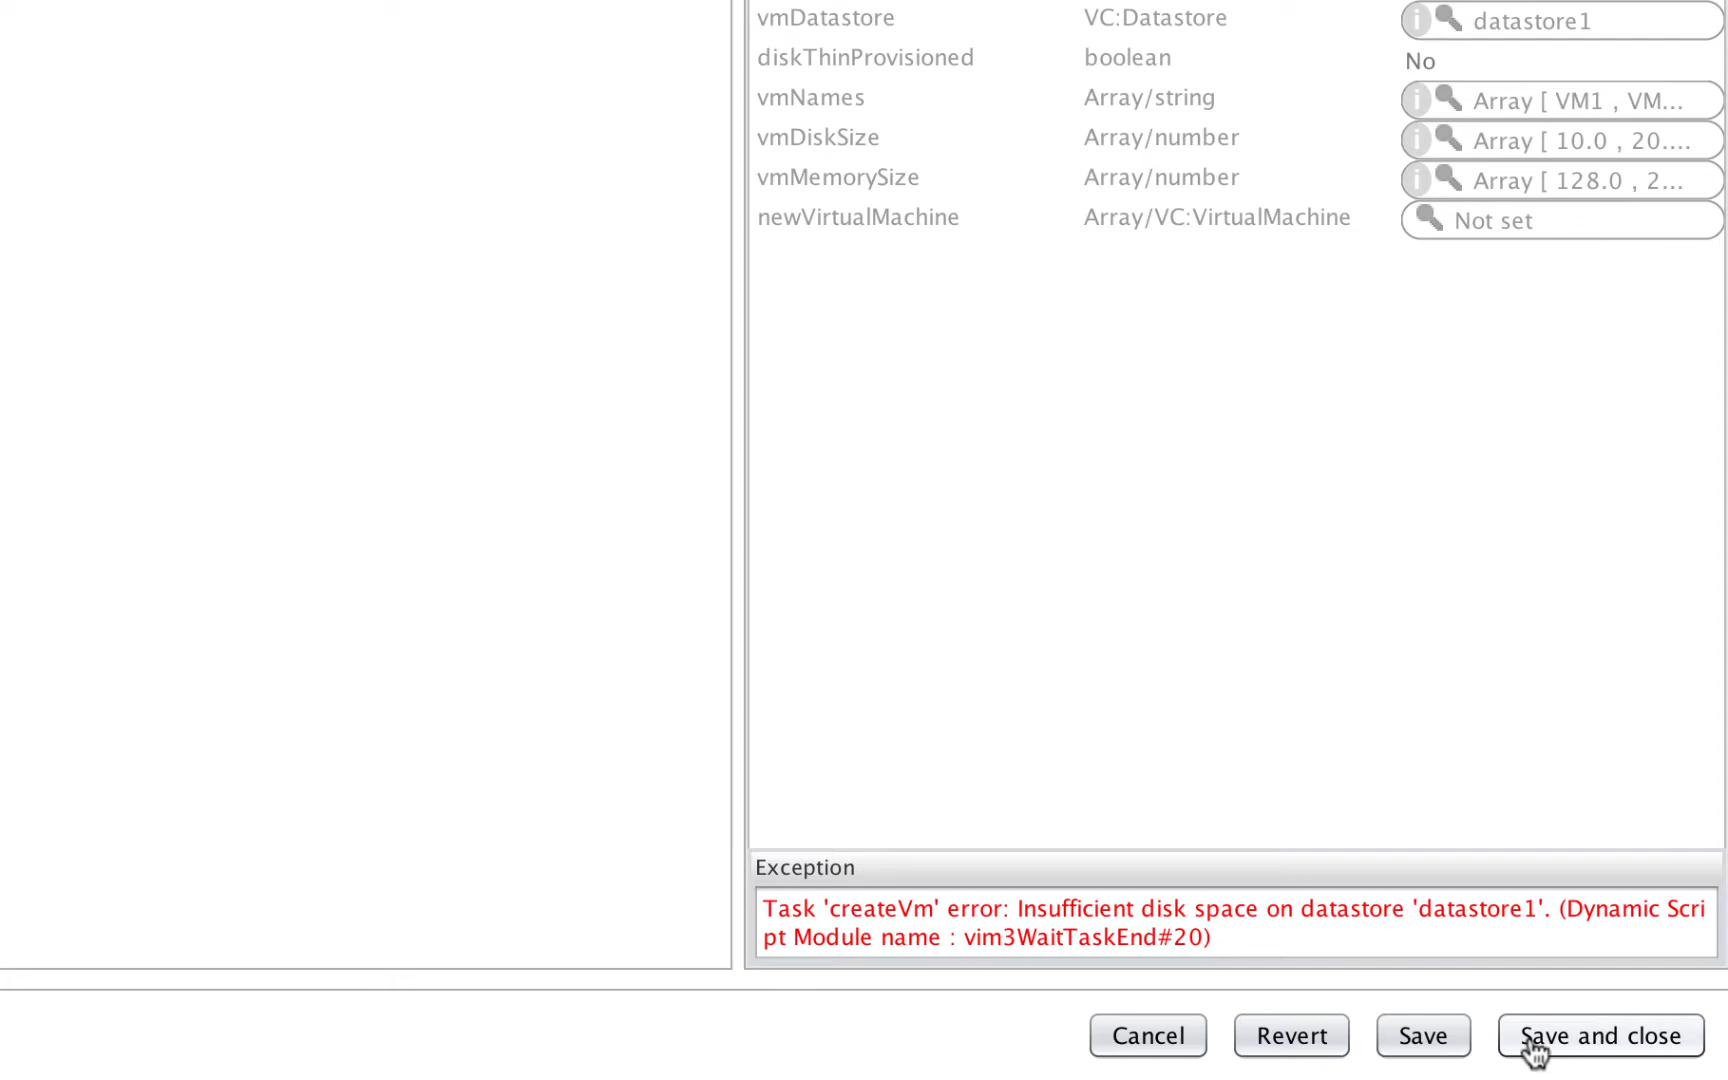 vmDatastore VC:Datastore datastore1
diskThinProvisioned boolean No
vmNames Array/string Array [ VM1 , VM...
vmDiskSize Array/number Array [ 10.0 , 20....
vmMemorySize Array/number Array [ 128.0 , 2...
newVirtualMachine Array/VC:VirtualMachine Not set
Exception
Task 'createVm' error: Insufficient disk space on datastore 'datastore1'. (Dynamic Scri
pt Module name : vim3WaitTaskEnd#20)
Cancel Revert Save Save and close